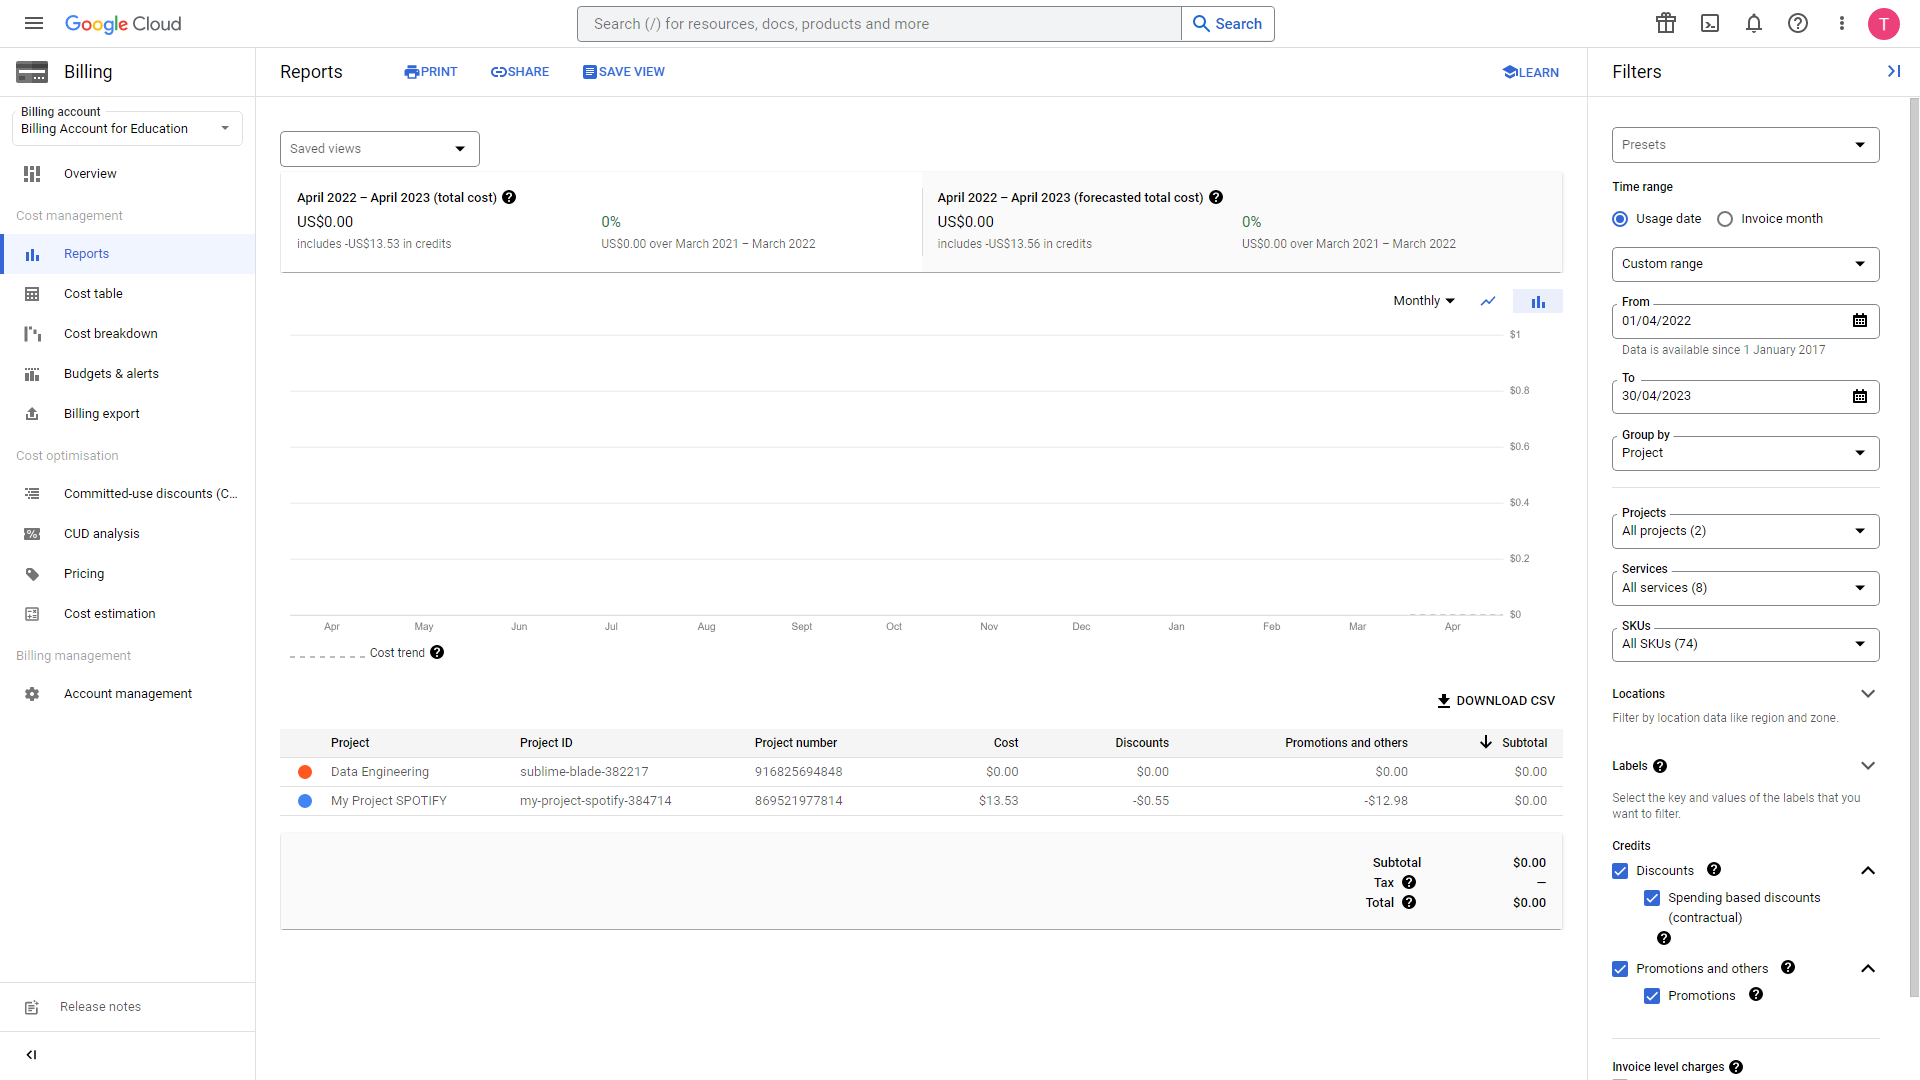 Google Cloud
Search (/) for resources, docs, products and more
Search
T
Billing
Billing account
Billing Account for Education
Overview
Cost management
Reports
Cost table
Cost breakdown
Budgets & alerts
Billing export
Cost optimisation
Committed-use discounts (C...
CUD analysis
Pricing
Cost estimation
Billing management
Account management
Release notes
Reports
PRINT
SHARE
SAVE VIEW
LEARN
Saved views
April 2022 – April 2023 (total cost)
US$0.00
includes -US$13.53 in credits
0%
US$0.00 over March 2021 – March 2022
April 2022 – April 2023 (forecasted total cost)
US$0.00
includes -US$13.56 in credits
0%
US$0.00 over March 2021 – March 2022
Monthly
$1
$0.8
$0.6
$0.4
$0.2
$0
Apr May Jun Jul Aug Sept Oct Nov Dec Jan Feb Mar Apr
Cost trend
DOWNLOAD CSV
Project Project ID Project number Cost Discounts Promotions and others Subtotal
Data Engineering sublime-blade-382217 916825694848 $0.00 $0.00 $0.00 $0.00
My Project SPOTIFY my-project-spotify-384714 869521977814 $13.53 -$0.55 -$12.98 $0.00
Subtotal $0.00
Tax —
Total $0.00
Filters
Presets
Time range
Usage date
Invoice month
Custom range
From
01/04/2022
Data is available since 1 January 2017
To
30/04/2023
Group by
Project
Projects
All projects (2)
Services
All services (8)
SKUs
All SKUs (74)
Locations
Filter by location data like region and zone.
Labels
Select the key and values of the labels that you
want to filter.
Credits
Discounts
Spending based discounts
(contractual)
Promotions and others
Promotions
Invoice level charges